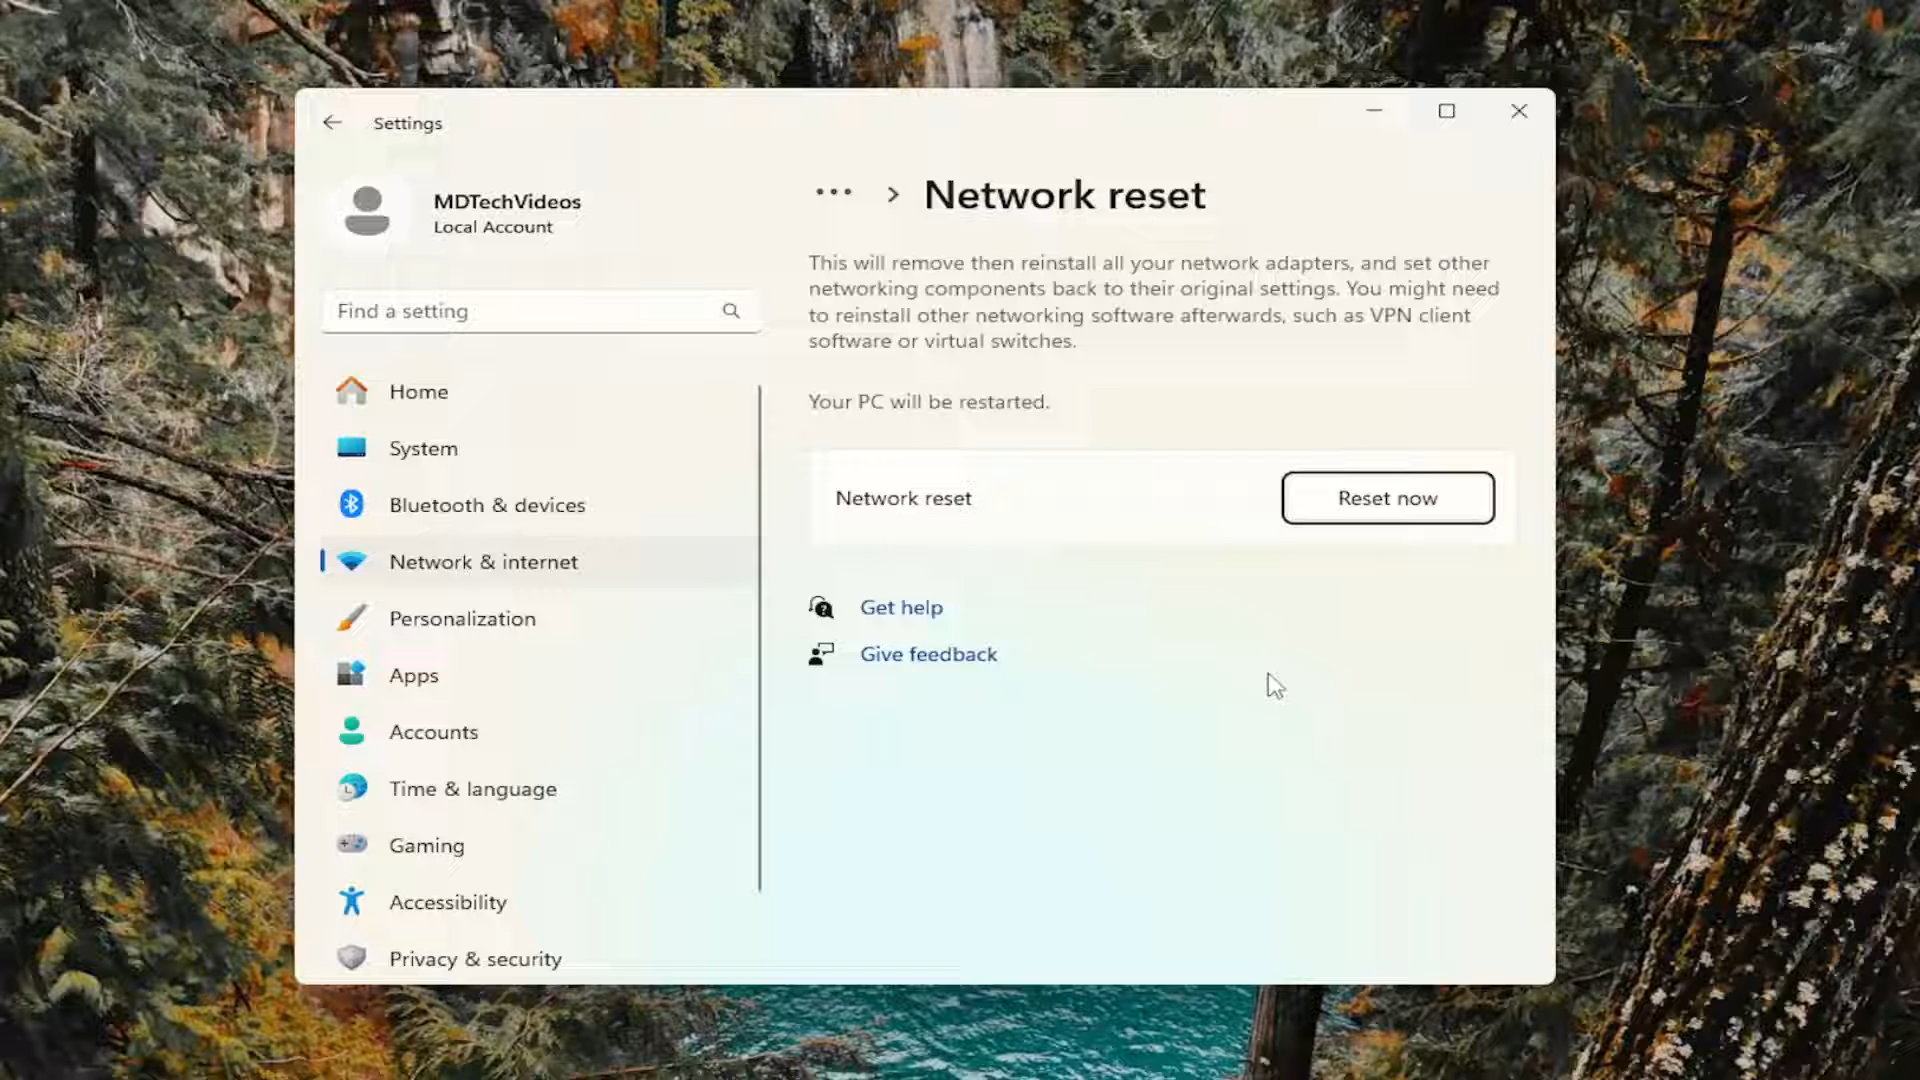 Settings
MDTechVideos
Local Account
Find a setting
Home
System
Bluetooth & devices
Network & internet
Personalization
Apps
Accounts
Time & language
Gaming
Accessibility
Privacy & security
... > Network reset
This will remove then reinstall all your network adapters, and set other
networking components back to their original settings. You might need
to reinstall other networking software afterwards, such as VPN client
software or virtual switches.
Your PC will be restarted.
Network reset
Reset now
Get help
Give feedback